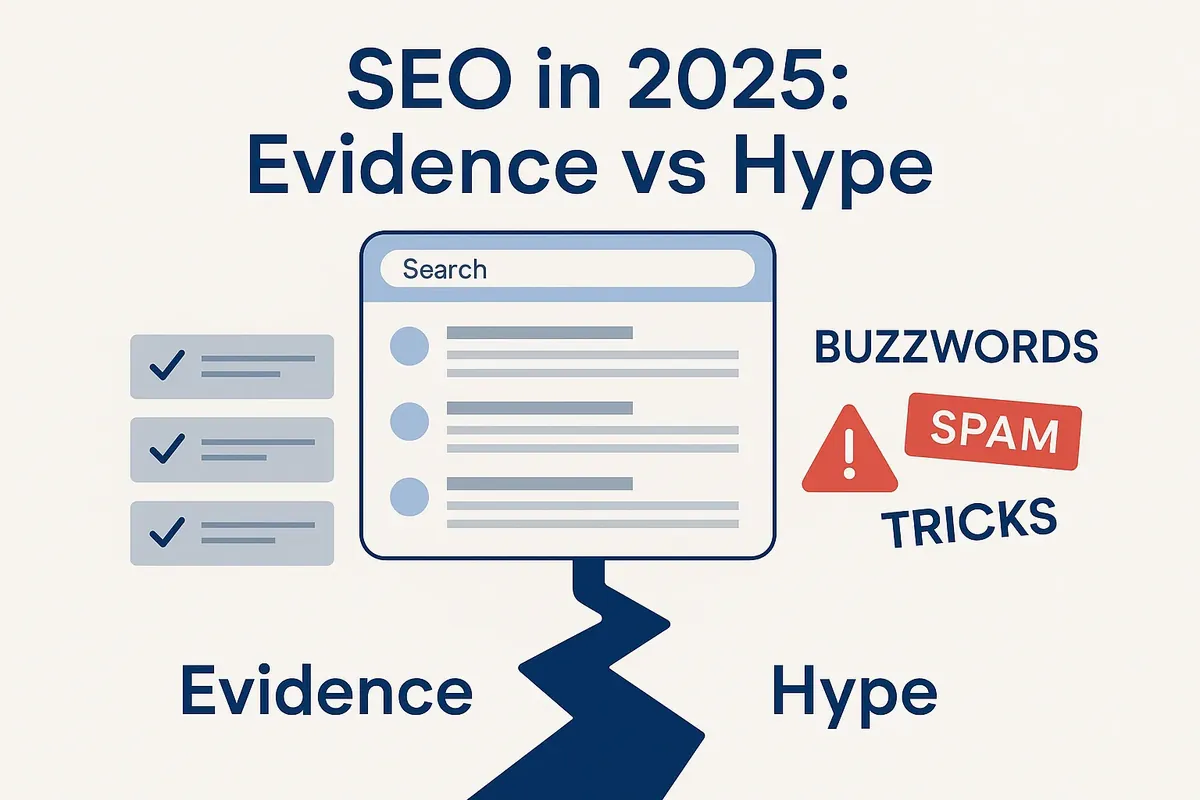 SEO in 2025:
Evidence vs Hype
Search
BUZZWORDS
SPAM
TRICKS
Evidence
Hype